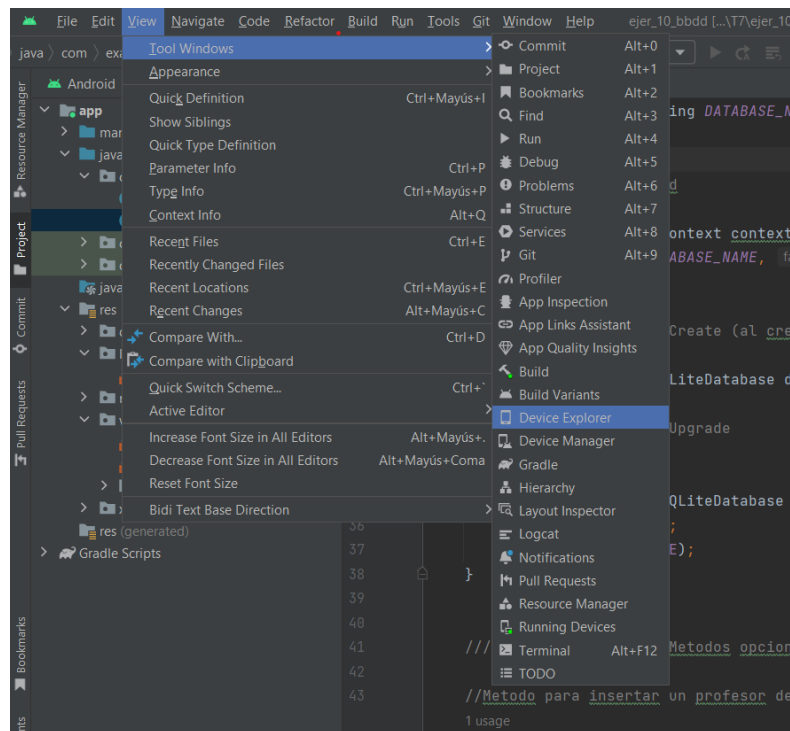 File Edit View Navigate Code Refactor Build Run Tools Git Window Help ejer_10_bbdd [...\T7\ejer_10
java com exa
Resource Manager
Project
Commit
Pull Requests
Bookmarks
Android
app
mar
java
java
res
res (generated)
Gradle Scripts
Tool Windows
Appearance
Quick Definition Ctrl+Mayús+I
Show Siblings
Quick Type Definition
Parameter Info Ctrl+P
Type Info Ctrl+Mayús+P
Context Info Alt+Q
Recent Files Ctrl+E
Recently Changed Files
Recent Locations Ctrl+Mayús+E
Recent Changes Alt+Mayús+C
Compare With... Ctrl+D
Compare with Clipboard
Quick Switch Scheme... Ctrl+`
Active Editor
Increase Font Size in All Editors Alt+Mayús+.
Decrease Font Size in All Editors Alt+Mayús+Coma
Reset Font Size
Bidi Text Base Direction
Commit Alt+0
Project Alt+1
Bookmarks Alt+2
Find Alt+3
Run Alt+4
Debug Alt+5
Problems Alt+6
Structure Alt+7
Services Alt+8
Git Alt+9
Profiler
App Inspection
App Links Assistant
App Quality Insights
Build
Build Variants
Device Explorer
Device Manager
Gradle
Hierarchy
Layout Inspector
Logcat
Notifications
Pull Requests
Resource Manager
Running Devices
Terminal Alt+F12
TODO
ing DATABASE_N
d
ontext context
ABASE_NAME, fa
Create (al cre
LiteDatabase d
Upgrade
QLiteDatabase
36 ;
37 E);
38 }
39
40
41 /// Metodos opcion
42
43 //Metodo para insertar un profesor de
1 usage